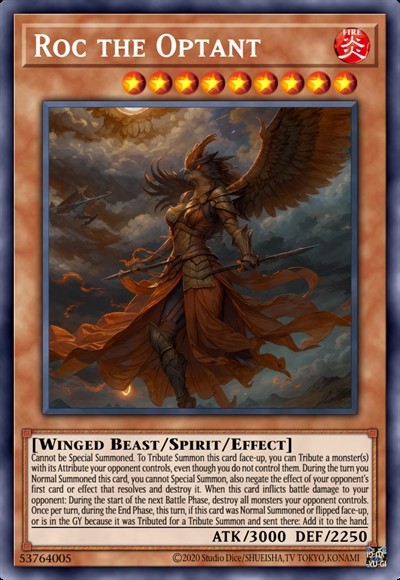 ROC THE OPTANT
FIRE
炎
[WINGED BEAST/SPIRIT/EFFECT]
Cannot be Special Summoned. To Tribute Summon this card face-up, you can Tribute a monster(s)
with its Attribute your opponent controls, even though you do not control them. During the turn you
Normal Summoned this card, you cannot Special Summon, also negate the effect of your opponent's
first card or effect that resolves and destroy it. When this card inflicts battle damage to your
opponent: During the start of the next Battle Phase, destroy all monsters your opponent controls.
Once per turn, during the End Phase, this turn, if this card was Normal Summoned or flipped face-up,
or is in the GY because it was Tributed for a Tribute Summon and sent there: Add it to the hand.
ATK/3000 DEF/2250
53764005
©2020 Studio Dice/SHUEISHA,TV TOKYO,KONAMI